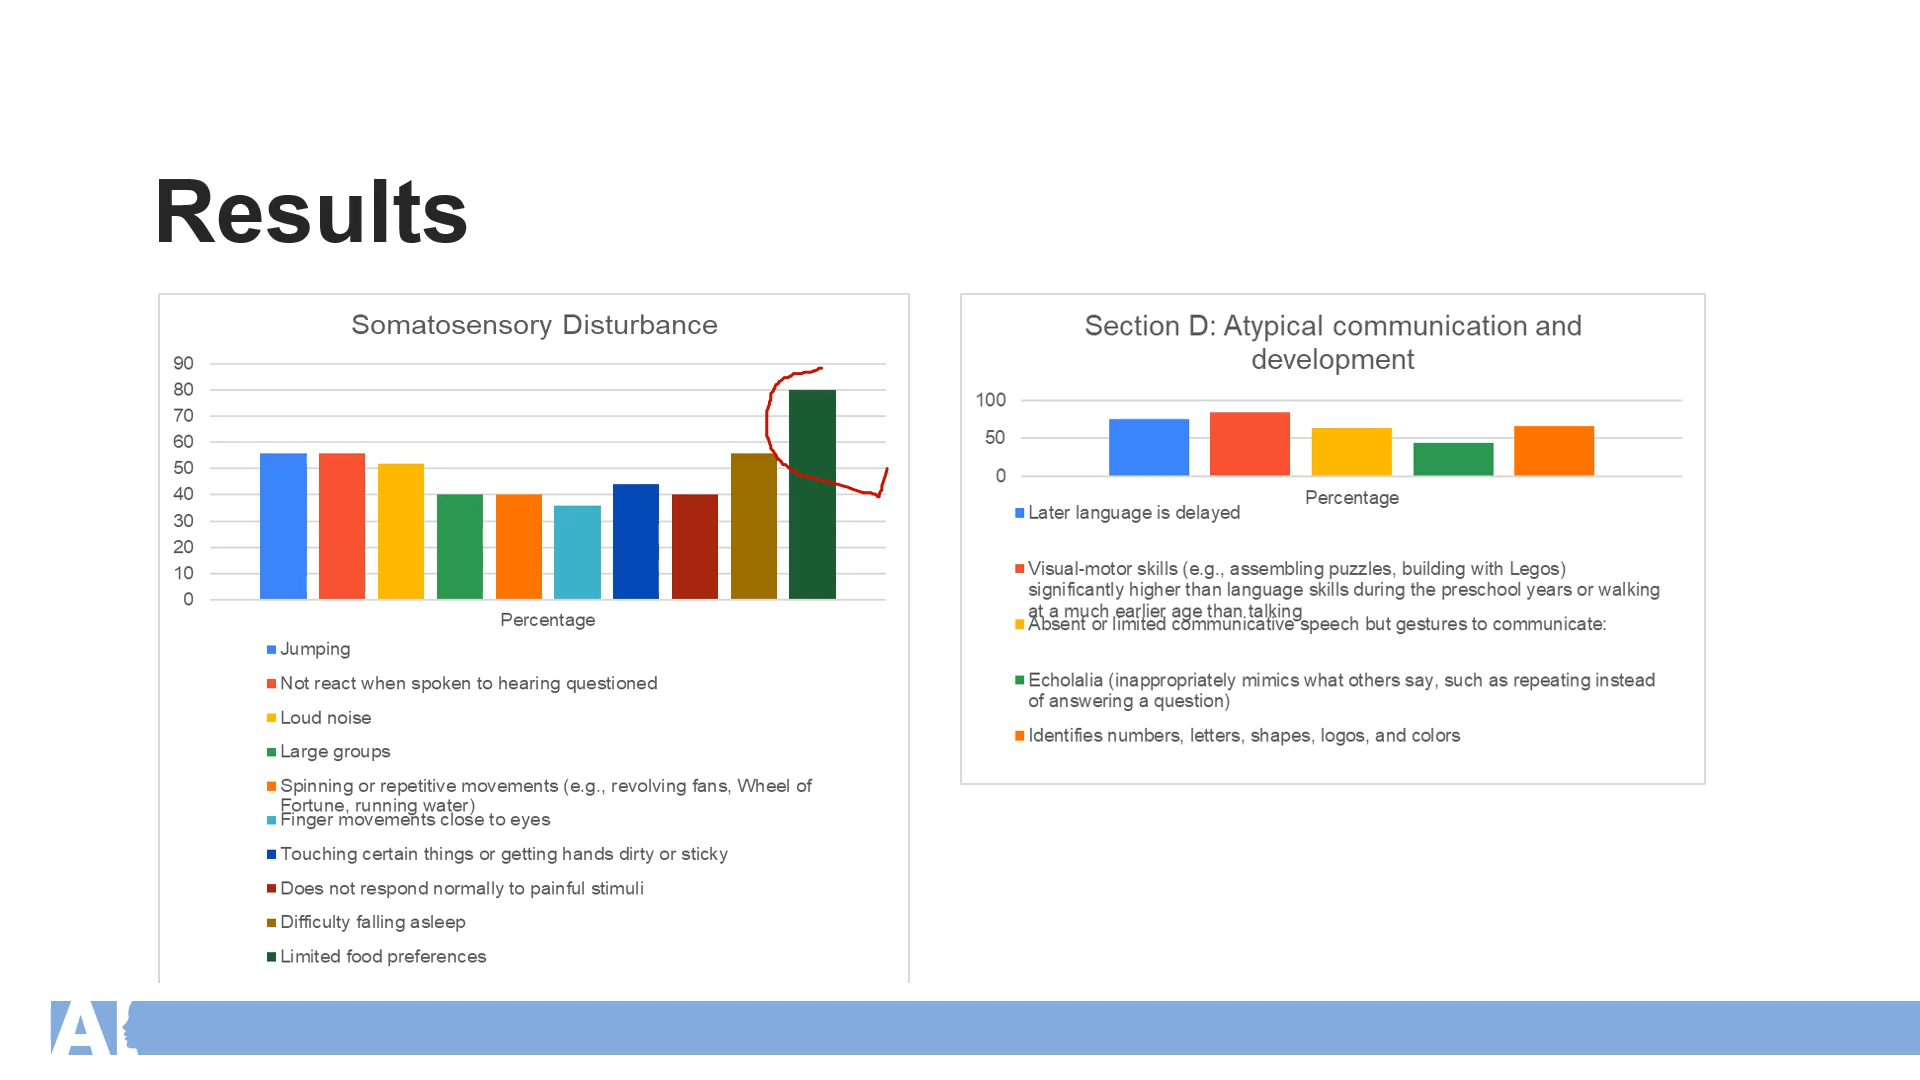 Results
Somatosensory Disturbance
90
80
70
60
50
40
30
20
10
0
Percentage
Jumping
Not react when spoken to hearing questioned
Loud noise
Large groups
Spinning or repetitive movements (e.g., revolving fans, Wheel of
Fortune, running water)
Finger movements close to eyes
Touching certain things or getting hands dirty or sticky
Does not respond normally to painful stimuli
Difficulty falling asleep
Limited food preferences
Section D: Atypical communication and
development
100
50
0
Percentage
Later language is delayed
Visual-motor skills (e.g., assembling puzzles, building with Legos)
significantly higher than language skills during the preschool years or walking
at a much earlier age than talking
Absent or limited communicative speech but gestures to communicate:
Echolalia (inappropriately mimics what others say, such as repeating instead
of answering a question)
Identifies numbers, letters, shapes, logos, and colors
A